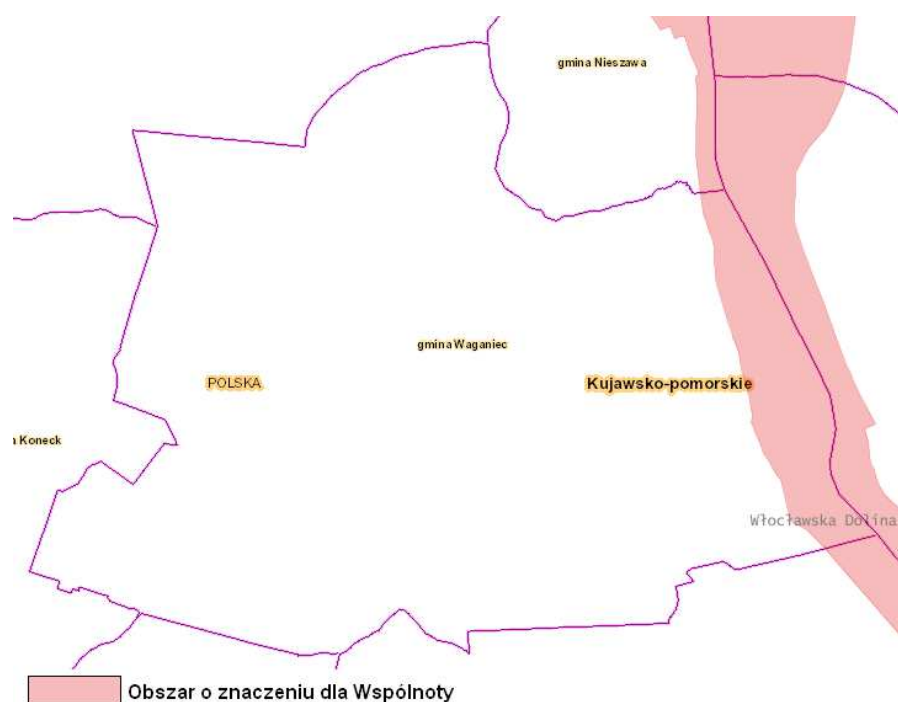 gmina Nieszawa
gmina Waganiec
POLSKA
Kujawsko-pomorskie
Koneck
Włocławska Dolina
Obszar o znaczeniu dla Wspólnoty